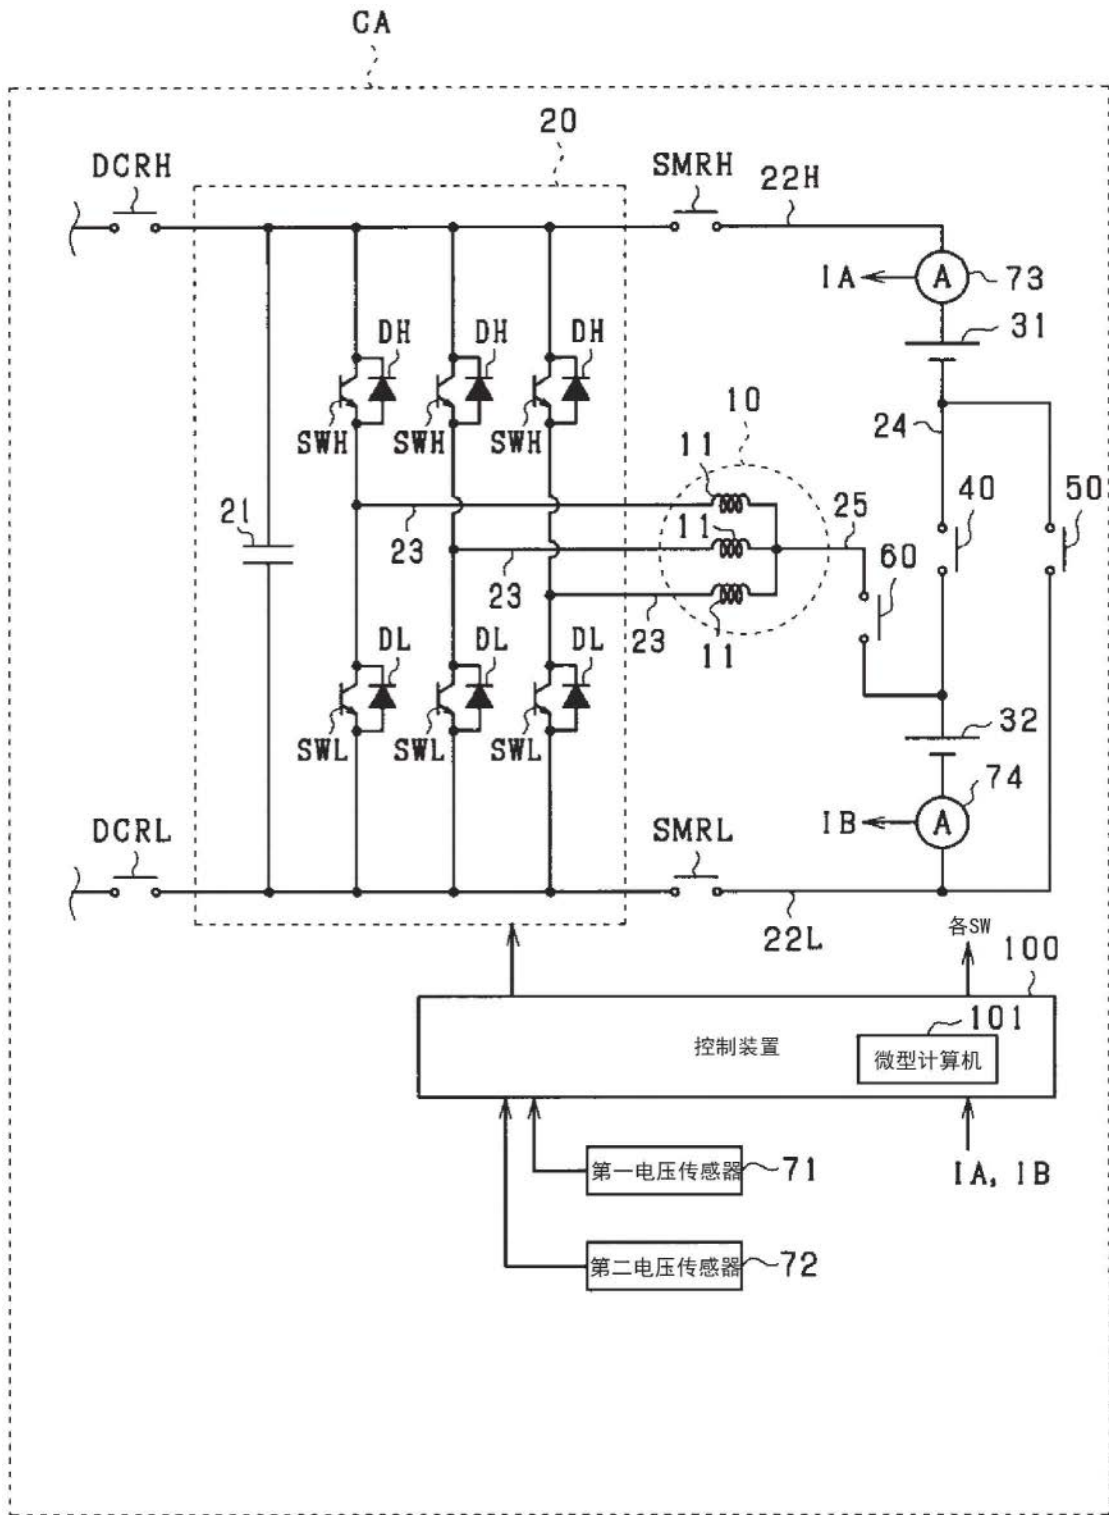 CA
20
DCRH
SMRH
22H
IA
A
73
31
DH DH DH
SWH SWH SWH
10
24
11
21
23
11
25
40
50
60
23
23
11
DL DL DL
SWL SWL SWL
32
74
DCRL
SMRL
IB
A
22L
各SW
100
101
控制装置
微型计算机
第一电压传感器
71
IA, IB
第二电压传感器
72